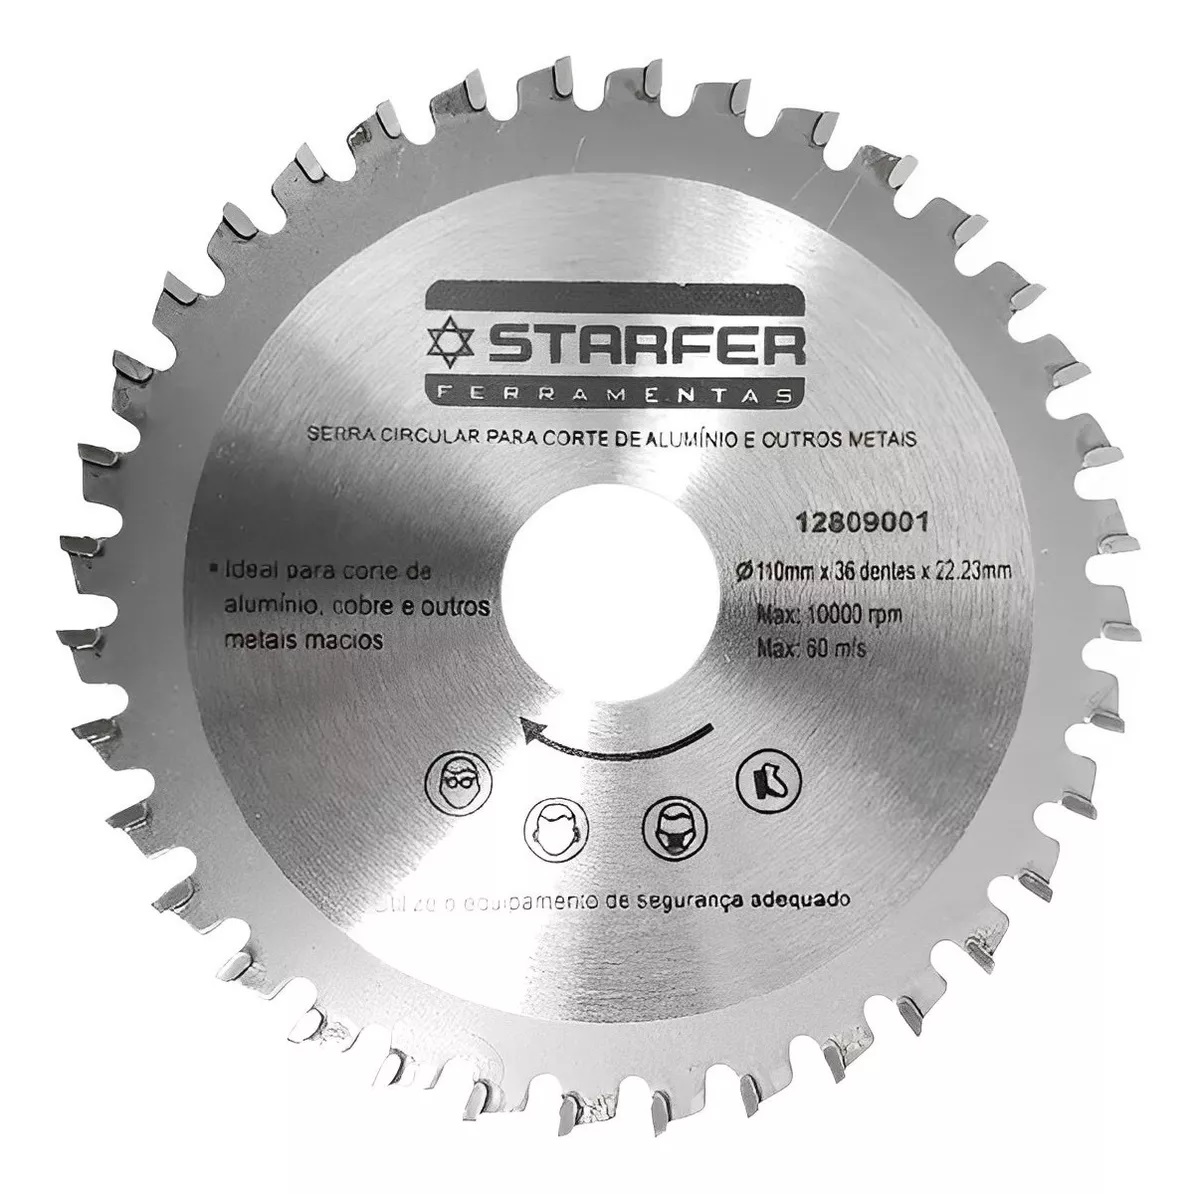 STARFER
FERRAMENTAS
SERRA CIRCULAR PARA CORTE DE ALUMÍNIO E OUTROS METAIS
12809001
▪ Ideal para corte de
alumínio, cobre e outros
metais macios
Ø110mm x 36 dentes x 22.23mm
Max: 10000 rpm
Max: 60 m/s
Utilize o equipamento de segurança adequado